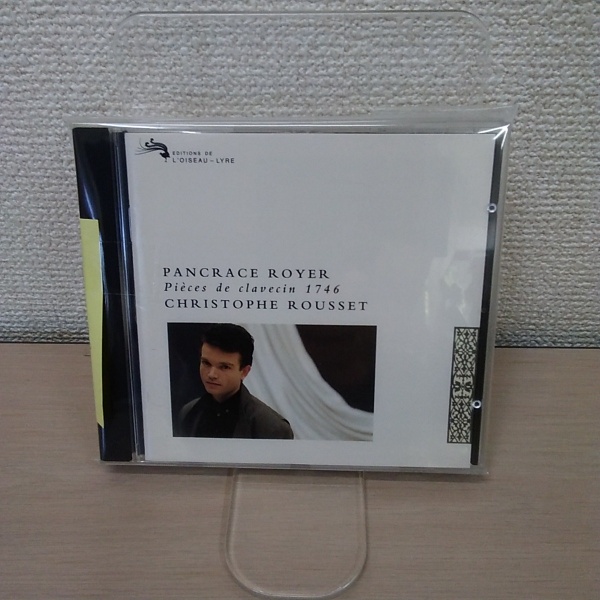 EDITIONS DE
L'OISEAU-LYRE
PANCRACE ROYER
Pièces de clavecin 1746
CHRISTOPHE ROUSSET